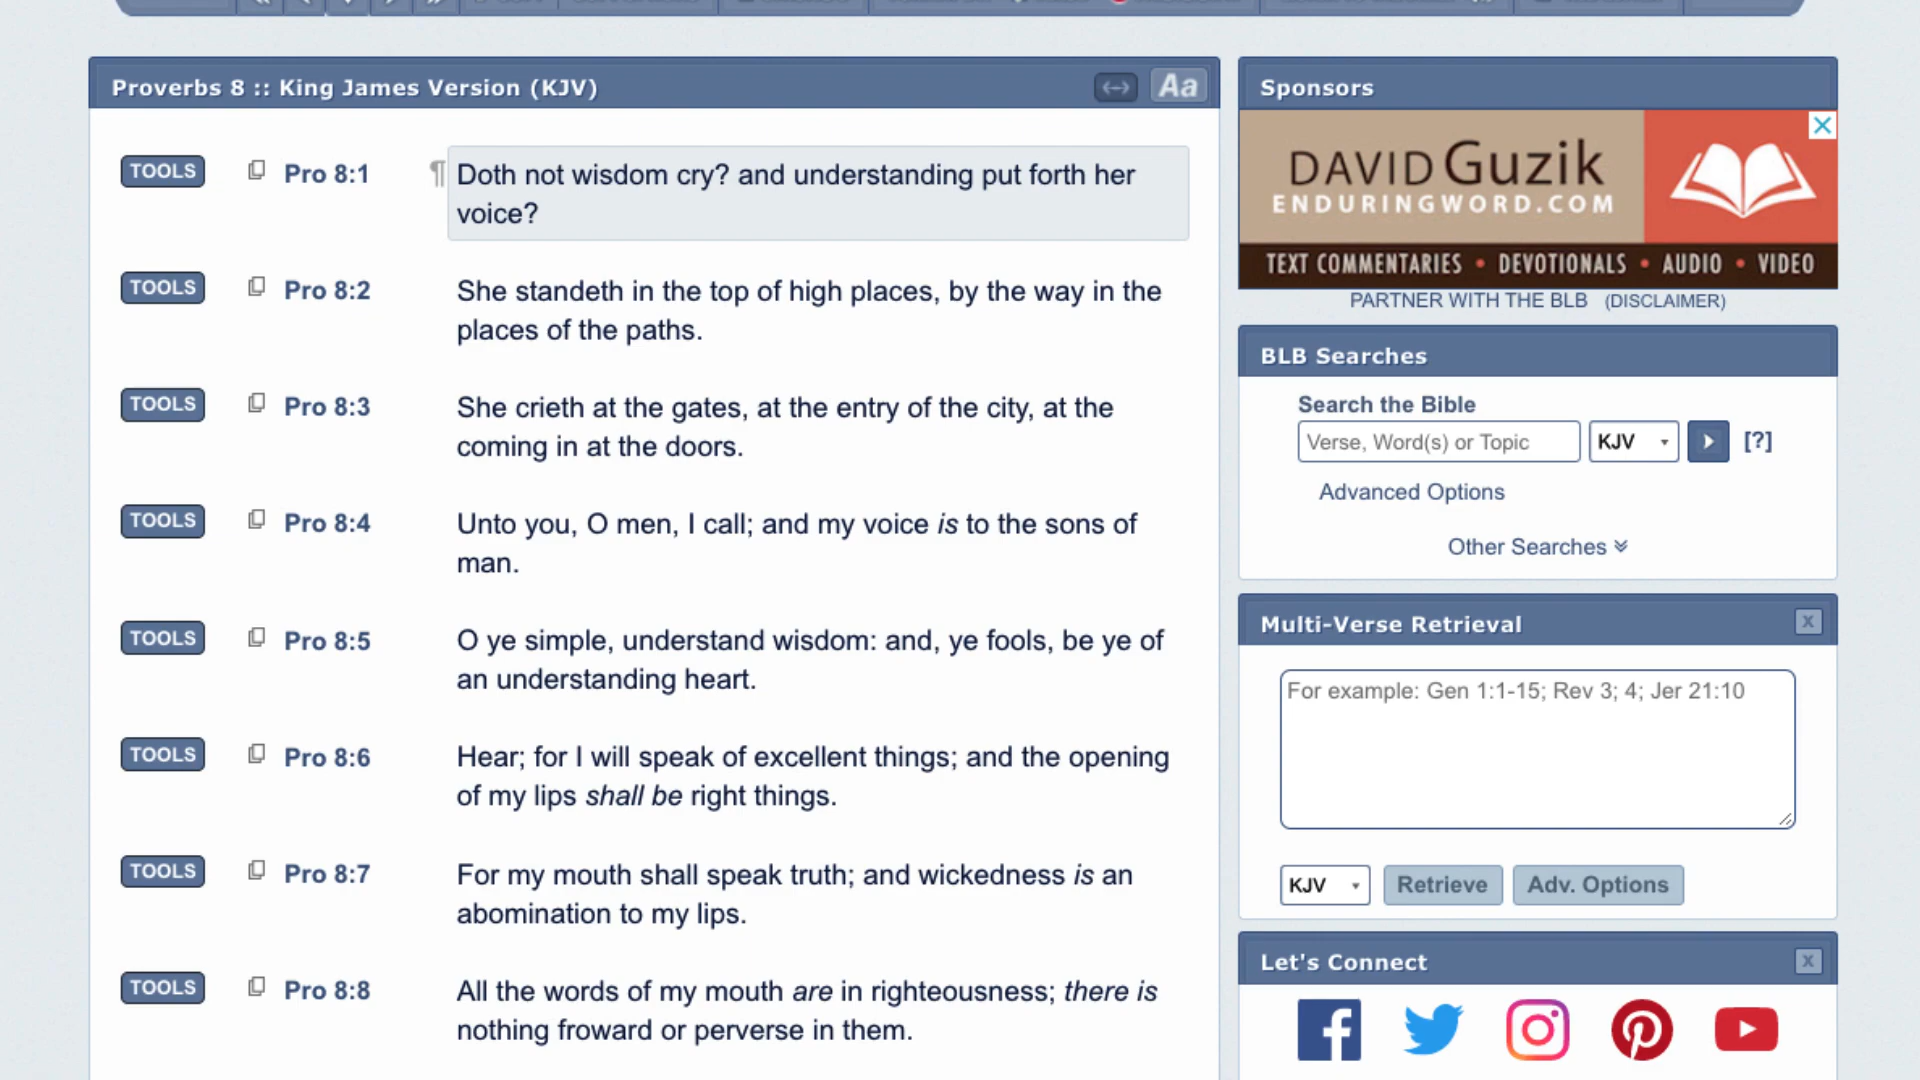 Proverbs 8 :: King James Version (KJV)
Aa
TOOLS Pro 8:1 ¶ Doth not wisdom cry? and understanding put forth her
voice?
TOOLS Pro 8:2 She standeth in the top of high places, by the way in the
places of the paths.
TOOLS Pro 8:3 She crieth at the gates, at the entry of the city, at the
coming in at the doors.
TOOLS Pro 8:4 Unto you, O men, I call; and my voice is to the sons of
man.
TOOLS Pro 8:5 O ye simple, understand wisdom: and, ye fools, be ye of
an understanding heart.
TOOLS Pro 8:6 Hear; for I will speak of excellent things; and the opening
of my lips shall be right things.
TOOLS Pro 8:7 For my mouth shall speak truth; and wickedness is an
abomination to my lips.
TOOLS Pro 8:8 All the words of my mouth are in righteousness; there is
nothing froward or perverse in them.
Sponsors
DAVID Guzik
ENDURINGWORD.COM
TEXT COMMENTARIES • DEVOTIONALS • AUDIO • VIDEO
PARTNER WITH THE BLB (DISCLAIMER)
BLB Searches
Search the Bible
Verse, Word(s) or Topic KJV [?]
Advanced Options
Other Searches
Multi-Verse Retrieval X
For example: Gen 1:1-15; Rev 3; 4; Jer 21:10
KJV Retrieve Adv. Options
Let's Connect X